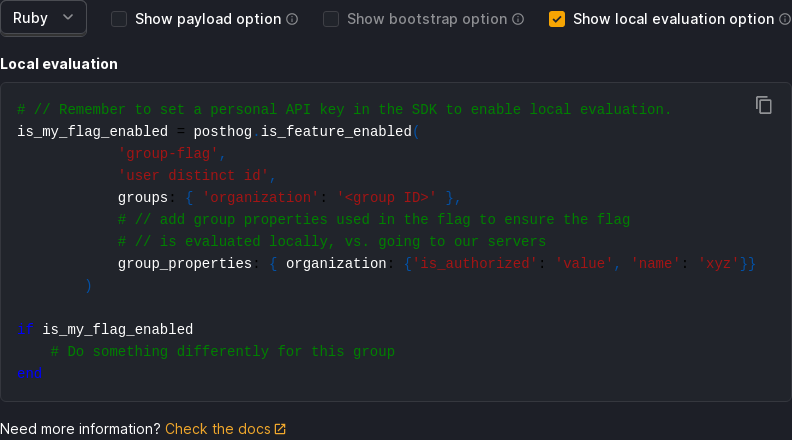 Ruby Show payload option Show bootstrap option Show local evaluation option
Local evaluation
# // Remember to set a personal API key in the SDK to enable local evaluation.
is_my_flag_enabled = posthog.is_feature_enabled(
'group-flag',
'user distinct id',
groups: { 'organization': '<group ID>' },
# // add group properties used in the flag to ensure the flag
# // is evaluated locally, vs. going to our servers
group_properties: { organization: {'is_authorized': 'value', 'name': 'xyz'}}
)
if is_my_flag_enabled
# Do something differently for this group
end
Need more information? Check the docs